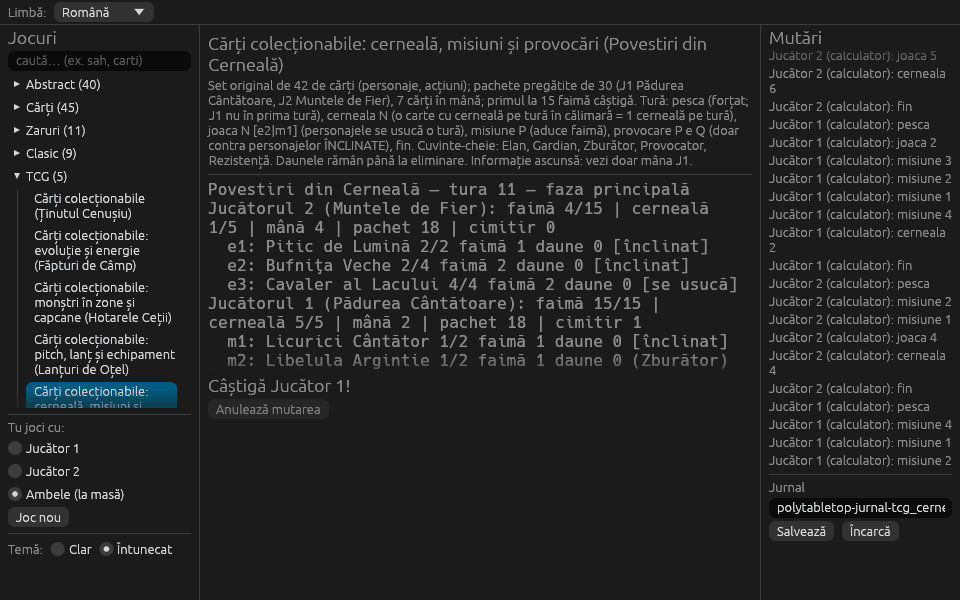 Limbă: Română
Jocuri
caută... (ex. sah, carti)
Abstract (40)
Cărți (45)
Zaruri (11)
Clasic (9)
TCG (5)
Cărți colecționabile
(Ținutul Cenușiu)
Cărți colecționabile:
evoluție și energie
(Făpturi de Câmp)
Cărți colecționabile:
monștri în zone și
capcane (Hotarele Ceții)
Cărți colecționabile:
pitch, lanț și echipament
(Lanțuri de Oțel)
Cărți colecționabile:
cerneală, misiuni și
Tu joci cu:
Jucător 1
Jucător 2
Ambele (la masă)
Joc nou
Temă: Clar Întunecat
Cărți colecționabile: cerneală, misiuni și provocări (Povestiri din
Cerneală)
Set original de 42 de cărți (personaje, acțiuni); pachete pregătite de 30 (J1 Pădurea
Cântătoare, J2 Muntele de Fier), 7 cărți în mână; primul la 15 faimă câștigă. Tură: pesca (forțat;
J1 nu în prima tură), cerneala N (o carte cu cerneală pe tură în călimară = 1 cerneală pe tură),
joaca N [e2|m1] (personajele se usucă o tură), misiune P (aduce faimă), provocare P e Q (doar
contra personajelor ÎNCLINATE), fin. Cuvinte-cheie: Elan, Gardian, Zburător, Provocator,
Rezistență. Daunele rămân până la eliminare. Informație ascunsă: vezi doar mâna J1.
Povestiri din Cerneală — tura 11 — faza principală
Jucătorul 2 (Muntele de Fier): faimă 4/15 | cerneală
1/5 | mână 4 | pachet 18 | cimitir 0
e1: Pitic de Lumină 2/2 faimă 1 daune 0 [înclinat]
e2: Bufnița Veche 2/4 faimă 2 daune 0 [înclinat]
e3: Cavaler al Lacului 4/4 faimă 2 daune 0 [se usucă]
Jucătorul 1 (Pădurea Cântătoare): faimă 15/15 |
cerneală 5/5 | mână 2 | pachet 18 | cimitir 1
m1: Licurici Cântător 1/2 faimă 1 daune 0 [înclinat]
m2: Libelula Argintie 1/2 faimă 1 daune 0 (Zburător)
Câștigă Jucător 1!
Anulează mutarea
Mutări
Jucător 2 (calculator): joaca 5
Jucător 2 (calculator): cerneala
6
Jucător 2 (calculator): fin
Jucător 1 (calculator): pesca
Jucător 1 (calculator): joaca 2
Jucător 1 (calculator): misiune 3
Jucător 1 (calculator): misiune 2
Jucător 1 (calculator): misiune 1
Jucător 1 (calculator): misiune 4
Jucător 1 (calculator): cerneala
2
Jucător 1 (calculator): fin
Jucător 2 (calculator): pesca
Jucător 2 (calculator): misiune 2
Jucător 2 (calculator): misiune 1
Jucător 2 (calculator): joaca 4
Jucător 2 (calculator): cerneala
4
Jucător 2 (calculator): fin
Jucător 1 (calculator): pesca
Jucător 1 (calculator): misiune 4
Jucător 1 (calculator): misiune 1
Jucător 1 (calculator): misiune 2
Jurnal
polytabletop-jurnal-tcg_cerne
Salvează Încarcă